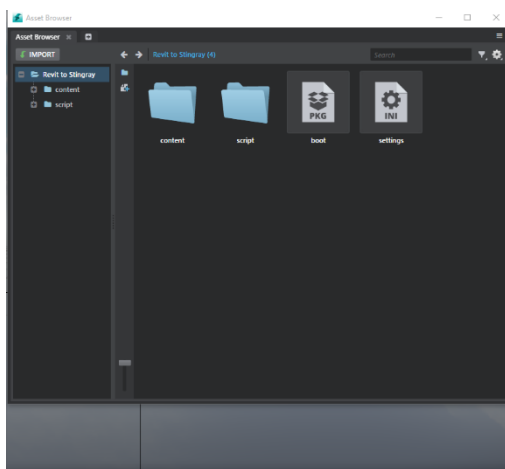 Asset Browser
Asset Browser
IMPORT
Revit to Stingray (4)
Search
Revit to Stingray
content
script
PKG
INI
content
script
boot
settings